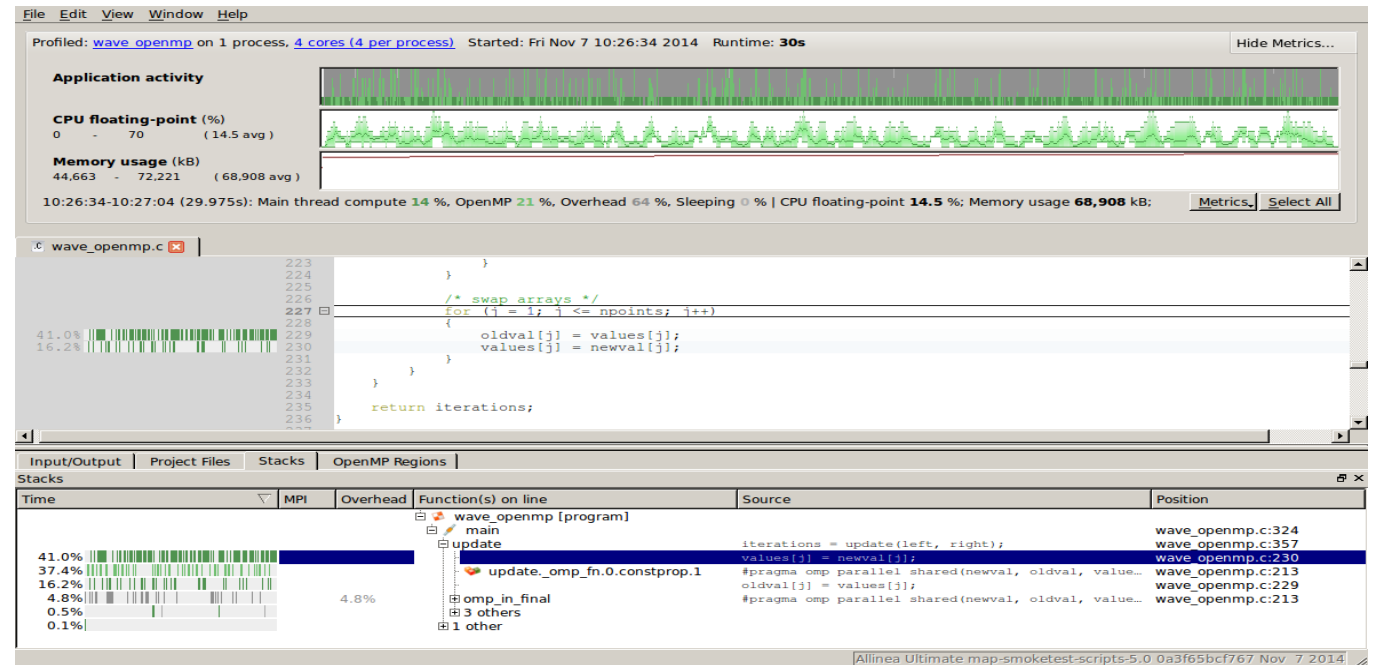 File Edit View Window Help
Profiled: wave openmp on 1 process, 4 cores (4 per process) Started: Fri Nov 7 10:26:34 2014 Runtime: 30s Hide Metrics...
Application activity
CPU floating-point (%)
0 - 70 ( 14.5 avg )
Memory usage (kB)
44,663 - 72,221 ( 68,908 avg )
10:26:34-10:27:04 (29.975s): Main thread compute 14 %, OpenMP 21 %, Overhead 64 %, Sleeping 0 % | CPU floating-point 14.5 %; Memory usage 68,908 kB; Metrics Select All
.c wave_openmp.c
223 }
224 }
225
226 /* swap arrays */
227 for (j = 1; j <= npoints; j++)
228 {
41.0% 229 oldval[j] = values[j];
16.2% 230 values[j] = newval[j];
231 }
232 }
233 }
234
235 return iterations;
236 }
Input/Output Project Files Stacks OpenMP Regions
Stacks
Time MPI Overhead Function(s) on line Source Position
wave_openmp [program]
main wave_openmp.c:324
update iterations = update(left, right); wave_openmp.c:357
41.0% values[j] = newval[j]; wave_openmp.c:230
37.4% update._omp_fn.0.constprop.1 #pragma omp parallel shared(newval, oldval, value... wave_openmp.c:213
16.2% oldval[j] = values[j]; wave_openmp.c:229
4.8% 4.8% omp_in_final #pragma omp parallel shared(newval, oldval, value... wave_openmp.c:213
0.5% 3 others
0.1% 1 other
Allinea Ultimate map-smoketest-scripts-5.0 0a3f65bcf767 Nov 7 2014